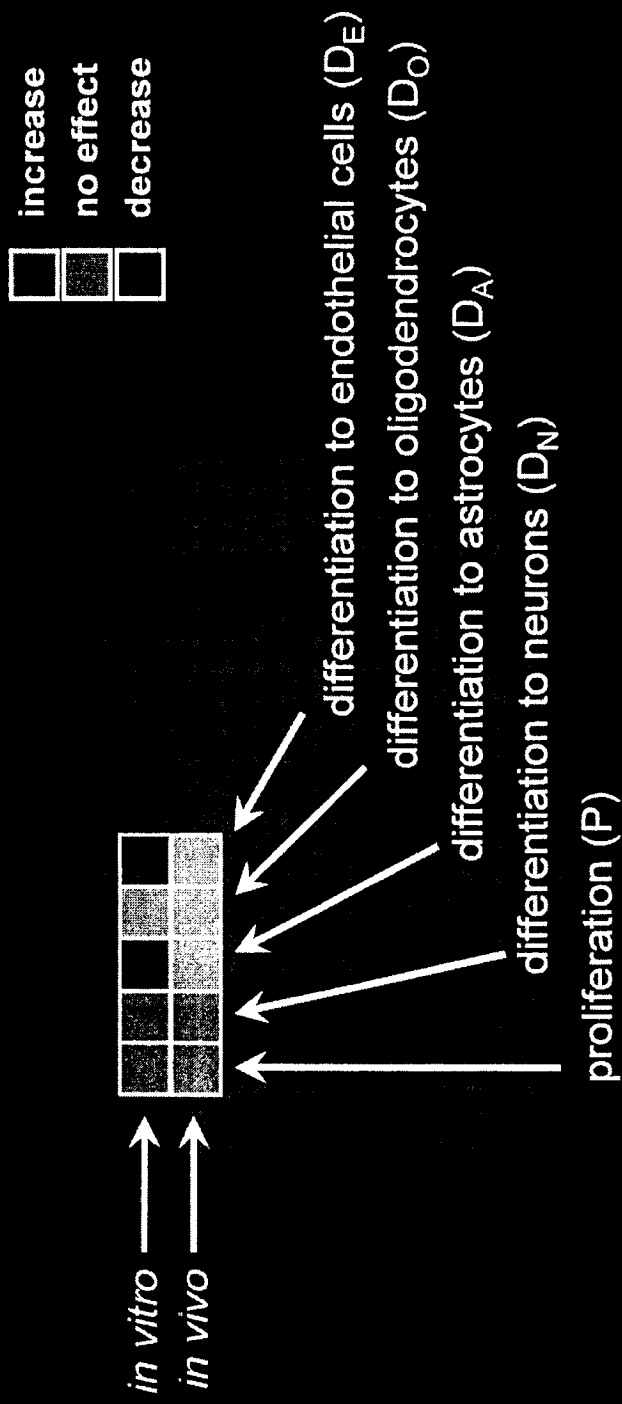 increase
no effect
decrease
in vitro
in vivo
differentiation to endothelial cells (D_E)
differentiation to oligodendrocytes (D_O)
differentiation to astrocytes (D_A)
differentiation to neurons (D_N)
proliferation (P)